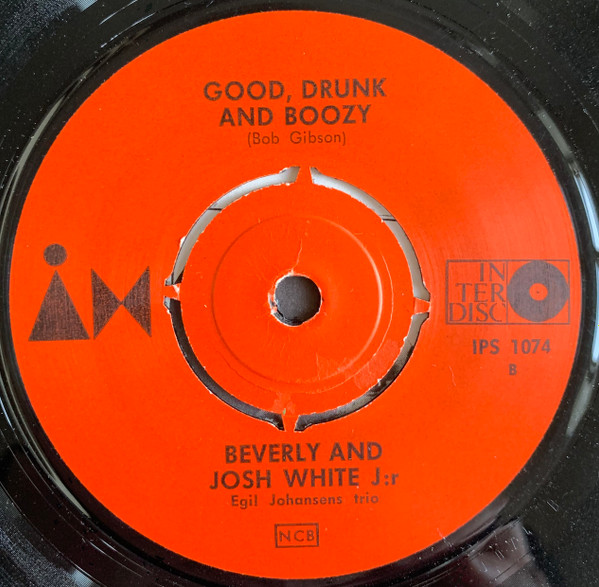 GOOD, DRUNK
AND BOOZY
(Bob Gibson)
IN
TER
DISC
IPS 1074
B
BEVERLY AND
JOSH WHITE J:r
Egil Johansens trio
NCB